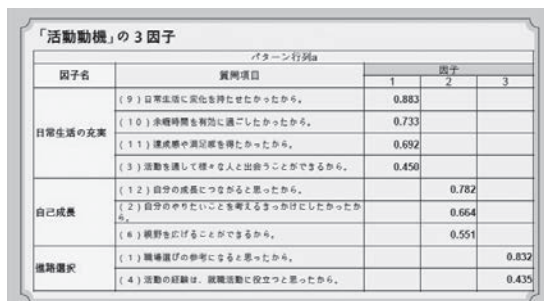 「活動動機」の3因子
パターン行列a
因子名 質問項目 因子
1 2 3
日常生活の充実
(9)日常生活に変化を持たせたかったから。 0.883
(10)余暇時間を有効に過ごしたかったから。 0.733
(11)達成感や満足感を得たかったから。 0.692
(3)活動を通して様々な人と出会うことができるから。 0.450
自己成長
(12)自分の成長につながると思ったから。 0.782
(2)自分のやりたいことを考えるきっかけにしたかったか
ら。 0.664
(6)視野を広げることができるから。 0.551
進路選択
(1)職場選びの参考になると思ったから。 0.832
(4)活動の経験は、就職活動に役立つと思ったから。 0.435